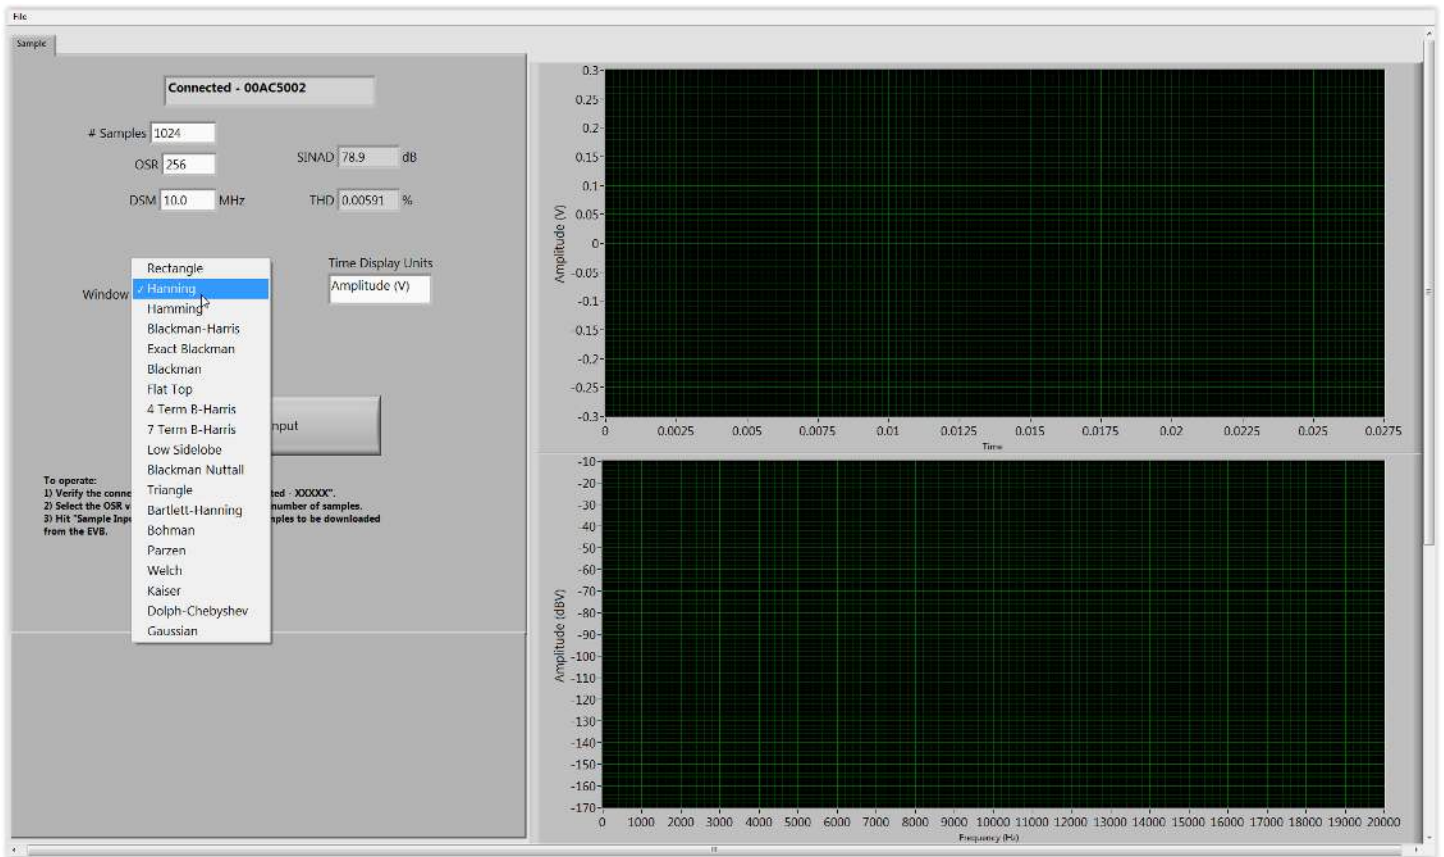 File
Sample
Connected - 00AC5002
# Samples 1024
OSR 256
SINAD 78.9 dB
DSM 10.0 MHz
THD 0.00591 %
Time Display Units
Amplitude (V)
Window
Rectangle
✓ Hanning
Hamming
Blackman-Harris
Exact Blackman
Blackman
Flat Top
4 Term B-Harris
7 Term B-Harris
Low Sidelobe
Blackman Nuttall
Triangle
Bartlett-Hanning
Bohman
Parzen
Welch
Kaiser
Dolph-Chebyshev
Gaussian
nput
To operate:
1) Verify the conne ted - XXXXX".
2) Select the OSR v number of samples.
3) Hit "Sample Inpu ples to be downloaded
from the EVB.
Amplitude (V)
0.3
0.25
0.2
0.15
0.1
0.05
0
-0.05
-0.1
-0.15
-0.2
-0.25
-0.3
0 0.0025 0.005 0.0075 0.01 0.0125 0.015 0.0175 0.02 0.0225 0.025 0.0275
Time
Amplitude (dBV)
-10
-20
-30
-40
-50
-60
-70
-80
-90
-100
-110
-120
-130
-140
-150
-160
-170
0 1000 2000 3000 4000 5000 6000 7000 8000 9000 10000 11000 12000 13000 14000 15000 16000 17000 18000 19000 20000
Frequency (Hz)